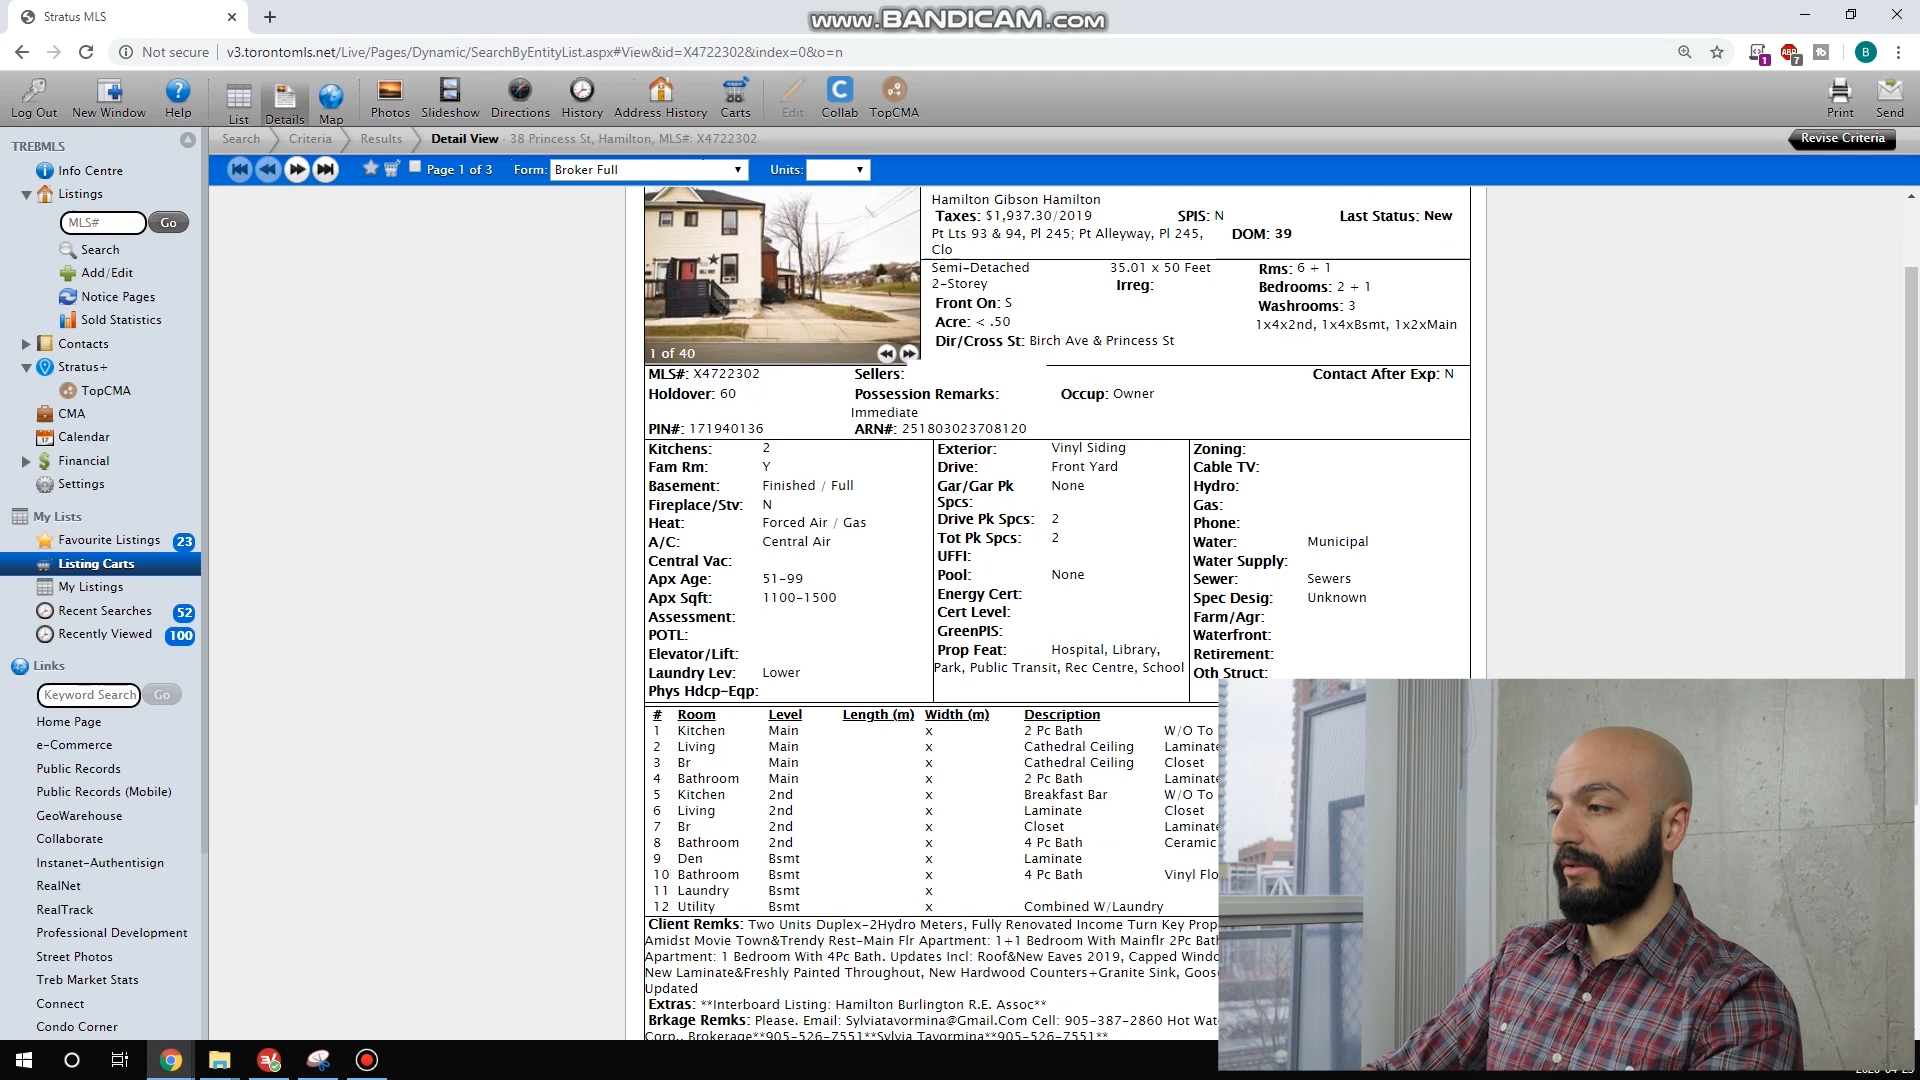 Stratus MLS
www.BANDICAM.com
Not secure
v3.torontomls.net/Live/Pages/Dynamic/SearchByEntityList.aspx#View&id=X4722302&index=0&o=n
1
ABP
7
B
Log Out
New Window
Help
List
Details
Map
Photos
Slideshow
Directions
History
Address History
Carts
Edit
Collab
TopCMA
Print
Send
TREBMLS
Search
Criteria
Results
Detail View - 38 Princess St, Hamilton, MLS#: X4722302
Revise Criteria
Page 1 of 3
Form: Broker Full
Units:
Info Centre
Listings
MLS#
Go
Search
Add/Edit
Notice Pages
Sold Statistics
Contacts
Stratus+
TopCMA
CMA
Calendar
Financial
Settings
My Lists
Favourite Listings 23
Listing Carts
My Listings
Recent Searches 52
Recently Viewed 100
Links
Keyword Search
Go
Home Page
e-Commerce
Public Records
Public Records (Mobile)
GeoWarehouse
Collaborate
Instanet-Authentisign
RealNet
RealTrack
Professional Development
Street Photos
Treb Market Stats
Connect
Condo Corner
1 of 40
Hamilton Gibson Hamilton
Taxes: $1,937.30/2019 SPIS: N Last Status: New
Pt Lts 93 & 94, Pl 245; Pt Alleyway, Pl 245, DOM: 39
Clo
Semi-Detached 35.01 x 50 Feet Rms: 6 + 1
2-Storey Irreg: Bedrooms: 2 + 1
Front On: S Washrooms: 3
Acre: < .50 1x4x2nd, 1x4xBsmt, 1x2xMain
Dir/Cross St: Birch Ave & Princess St
MLS#: X4722302 Sellers: Contact After Exp: N
Holdover: 60 Possession Remarks: Occup: Owner
Immediate
PIN#: 171940136 ARN#: 251803023708120
Kitchens: 2
Fam Rm: Y
Basement: Finished / Full
Fireplace/Stv: N
Heat: Forced Air / Gas
A/C: Central Air
Central Vac:
Apx Age: 51-99
Apx Sqft: 1100-1500
Assessment:
POTL:
Elevator/Lift:
Laundry Lev: Lower
Phys Hdcp-Eqp:
Exterior: Vinyl Siding
Drive: Front Yard
Gar/Gar Pk None
Spcs:
Drive Pk Spcs: 2
Tot Pk Spcs: 2
UFFI:
Pool: None
Energy Cert:
Cert Level:
GreenPIS:
Prop Feat: Hospital, Library,
Park, Public Transit, Rec Centre, School
Zoning:
Cable TV:
Hydro:
Gas:
Phone:
Water: Municipal
Water Supply:
Sewer: Sewers
Spec Desig: Unknown
Farm/Agr:
Waterfront:
Retirement:
Oth Struct:
# Room Level Length (m) Width (m) Description
1 Kitchen Main x 2 Pc Bath W/O To
2 Living Main x Cathedral Ceiling Laminate
3 Br Main x Cathedral Ceiling Closet
4 Bathroom Main x 2 Pc Bath Laminate
5 Kitchen 2nd x Breakfast Bar W/O To
6 Living 2nd x Laminate Closet
7 Br 2nd x Closet Laminate
8 Bathroom 2nd x 4 Pc Bath Ceramic
9 Den Bsmt x Laminate
10 Bathroom Bsmt x 4 Pc Bath Vinyl Flo
11 Laundry Bsmt x
12 Utility Bsmt x Combined W/Laundry
Client Remks: Two Units Duplex-2Hydro Meters, Fully Renovated Income Turn Key Prop
Amidst Movie Town&Trendy Rest-Main Flr Apartment: 1+1 Bedroom With Mainflr 2Pc Bat
Apartment: 1 Bedroom With 4Pc Bath. Updates Incl: Roof&New Eaves 2019, Capped Windo
New Laminate&Freshly Painted Throughout, New Hardwood Counters+Granite Sink, Goos
Updated
Extras: **Interboard Listing: Hamilton Burlington R.E. Assoc**
Brkage Remks: Please. Email: Sylviatavormina@Gmail.Com Cell: 905-387-2860 Hot Wat
Corp., Brokerage**905-526-7551**Sylvia Tavormina**905-526-7551**